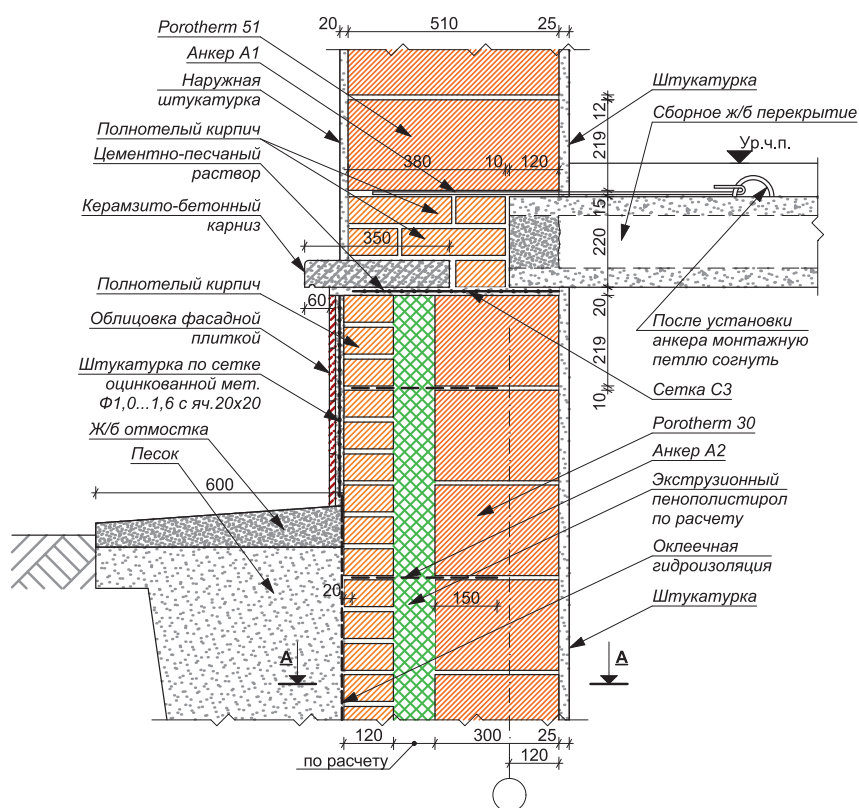 20
510
25
Porotherm 51
Анкер А1
Наружная
штукатурка
Полнотелый кирпич
Цементно-песчаный
раствор
Керамзито-бетонный
карниз
Полнотелый кирпич
Облицовка фасадной
плиткой
Штукатурка по сетке
оцинкованной мет.
Ф1,0...1,6 с яч.20х20
Ж/б отмостка
Песок
600
Штукатурка
Сборное ж/б перекрытие
Ур.ч.п.
12
219
380
10
120
15
220
350
60
20
219
10
После установки
анкера монтажную
петлю согнуть
Сетка С3
Porotherm 30
Анкер А2
Экструзионный
пенополистирол
по расчету
Оклеечная
гидроизоляция
Штукатурка
20
150
А
А
120
300
25
по расчету
120